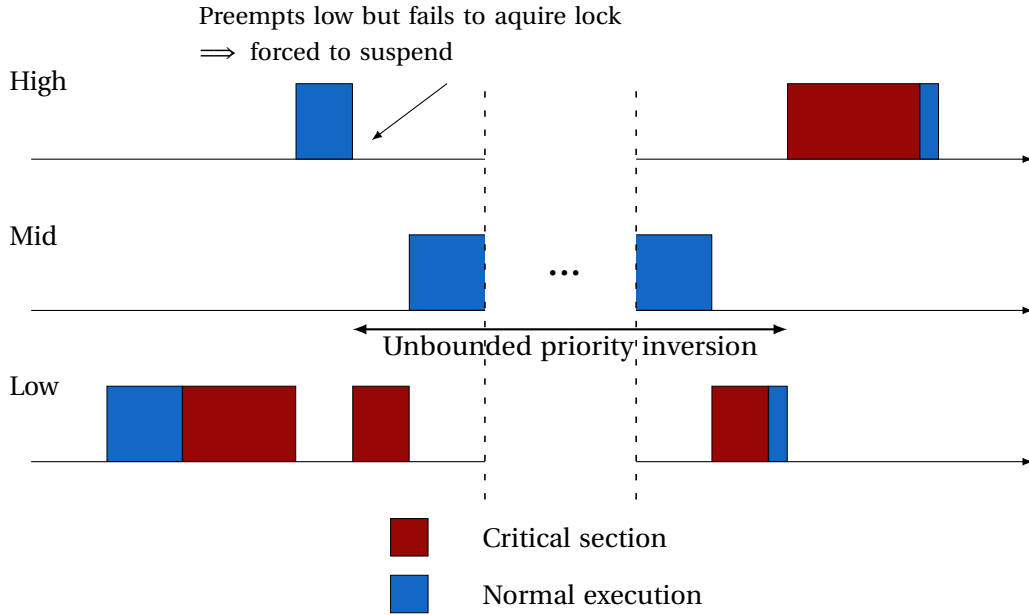 Preempts low but fails to aquire lock
⟹ forced to suspend
High
Mid
...
Unbounded priority inversion
Low
Critical section
Normal execution